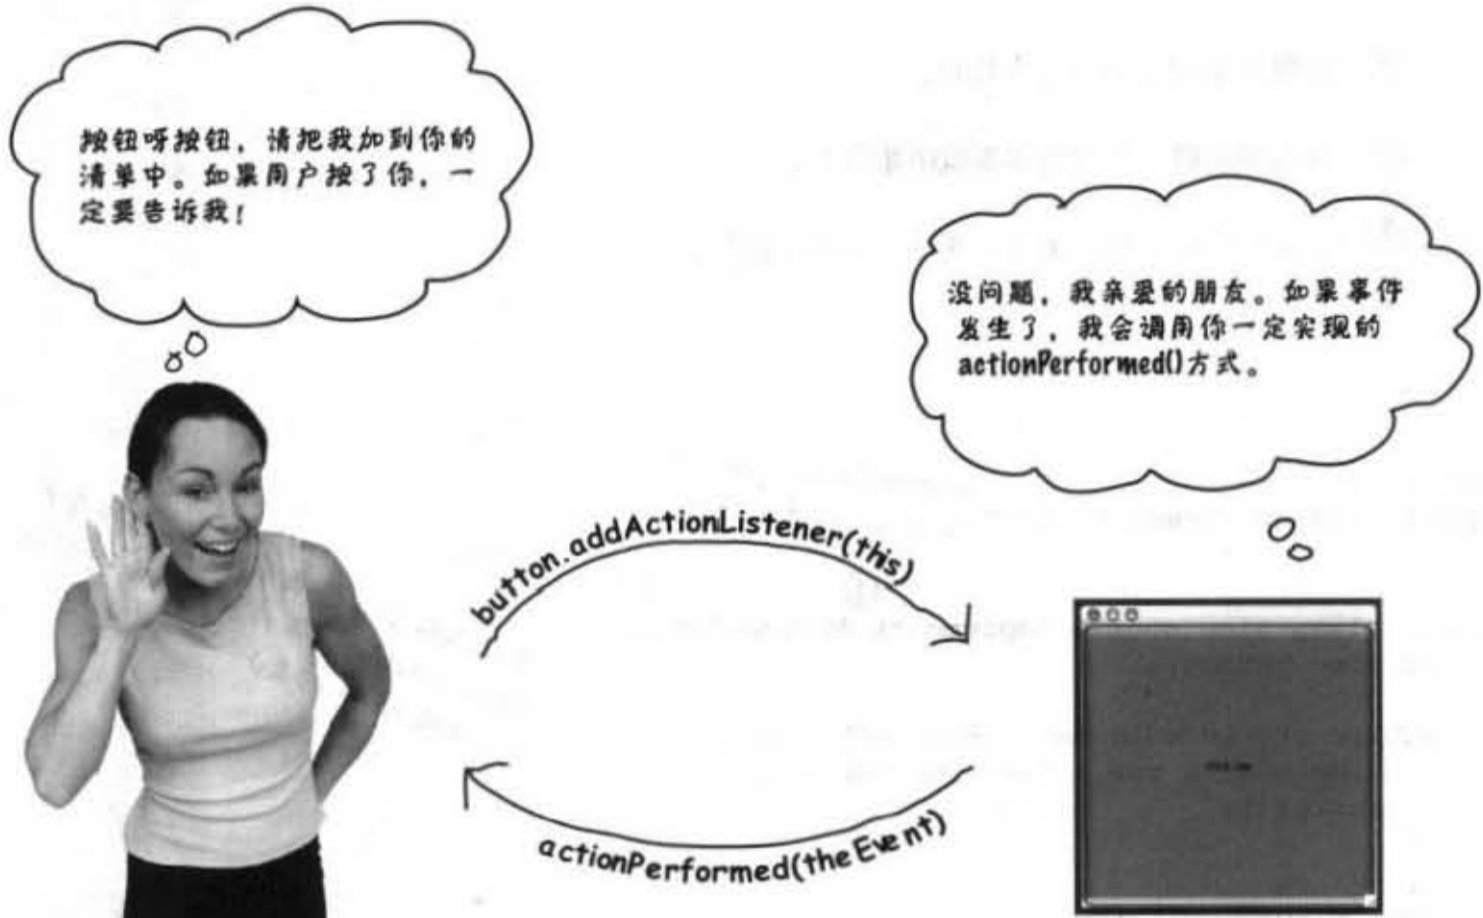 按钮呀按钮，请把我加到你的
清单中。如果用户按了你，一
定要告诉我！
没问题，我亲爱的朋友。如果事件
发生了，我会调用你一定实现的
actionPerformed()方式。
button.addActionListener(this)
actionPerformed(theEvent)